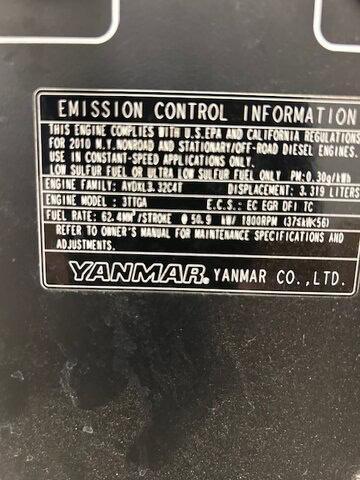 EMISSION CONTROL INFORMATION
THIS ENGINE COMPLIES WITH U.S.EPA AND CALIFORNIA REGULATIONS
FOR 2010 M.Y.NONROAD AND STATIONARY/OFF-ROAD DIESEL ENGINES.
USE IN CONSTANT-SPEED APPLICATIONS ONLY.
LOW SULFUR FUEL OR ULTRA LOW SULFUR FUEL ONLY PM:0.30g/kWh
ENGINE FAMILY: AYDXL3.32C4T DISPLACEMENT: 3.319 LITERS
ENGINE MODEL: 3TTGA E.C.S.: EC EGR DFI TC
FUEL RATE: 62.4MM³/STROKE @ 50.9 kW/ 1800RPM (37≤kW<56)
REFER TO OWNER'S MANUAL FOR MAINTENANCE SPECIFICATIONS AND
ADJUSTMENTS.
YANMAR. YANMAR CO.,LTD.